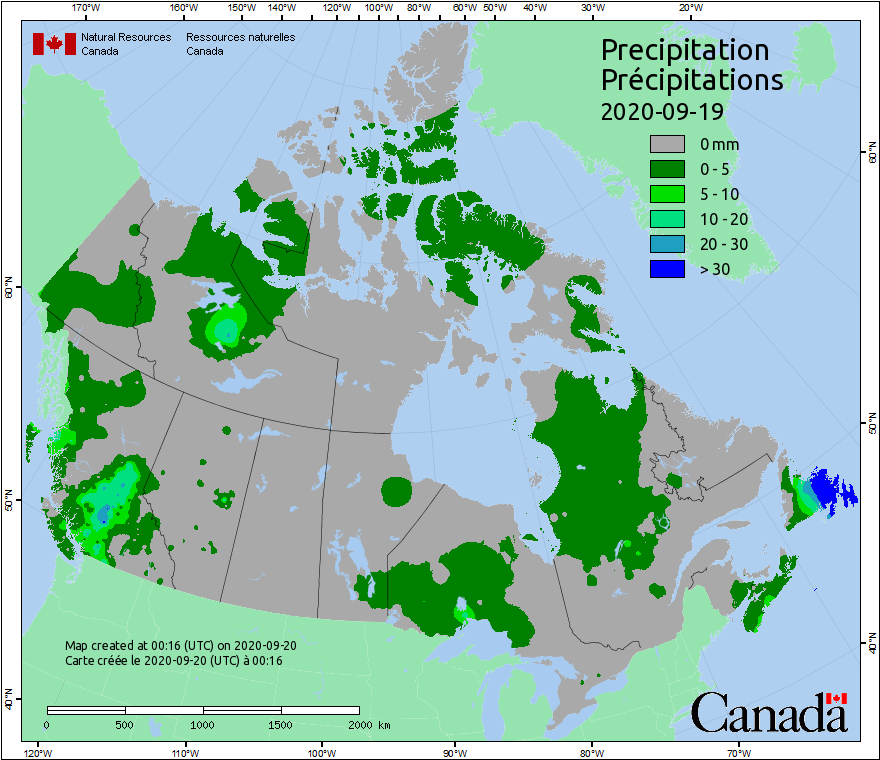 170°W 160°W 150°W 140°W 130°W 120°W 110°W 100°W 90°W 80°W 60°W 50°W 40°W 30°W 20°W
Natural Resources Canada
Ressources naturelles Canada
Precipitation
Précipitations
2020-09-19
0 mm
0 - 5
5 - 10
10 - 20
20 - 30
> 30
60°N
50°N
40°N
60°N
50°N
40°N
Map created at 00:16 (UTC) on 2020-09-20
Carte créée le 2020-09-20 (UTC) à 00:16
0 500 1000 1500 2000 km
Canada
120°W 110°W 100°W 90°W 80°W 70°W